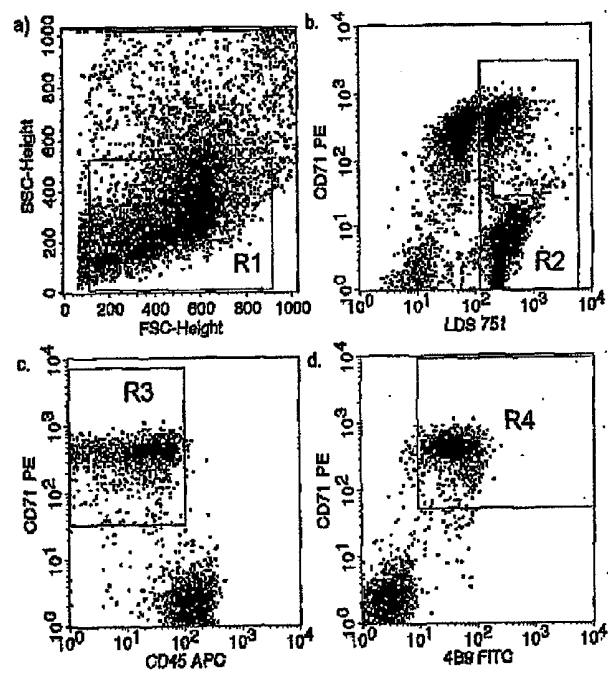 a)
1000
800
600
400
200
0
SSC-Height
R1
0 200 400 600 800 1000
FSC-Height
b.
10^4
10^3
10^2
10^1
10^0
CD71 PE
R2
10^0 10^1 10^2 10^3 10^4
LDS 751
c.
10^4
10^3
10^2
10^1
10^0
CD71 PE
R3
10^0 10^1 10^2 10^3 10^4
CD45 APC
d.
10^4
10^3
10^2
10^1
10^0
CD71 PE
R4
10^0 10^1 10^2 10^3 10^4
4B9 FITC